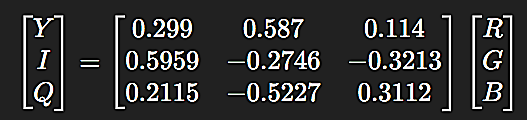 Y 0.299 0.587 0.114 R
I = 0.5959 −0.2746 −0.3213 G
Q 0.2115 −0.5227 0.3112 B